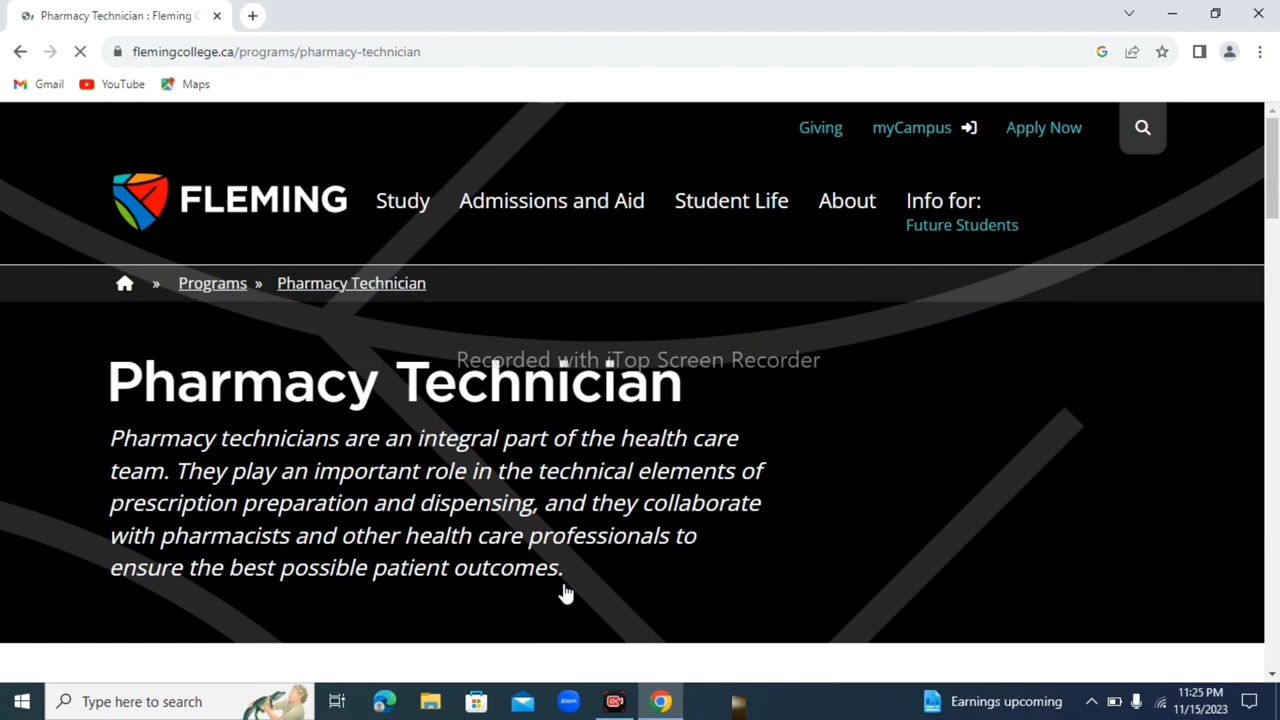 Pharmacy Technician : Fleming C
flemingcollege.ca/programs/pharmacy-technician
Gmail YouTube Maps
Giving myCampus Apply Now
FLEMING Study Admissions and Aid Student Life About Info for:
Future Students
» Programs » Pharmacy Technician
Recorded with iTop Screen Recorder
Pharmacy Technician
Pharmacy technicians are an integral part of the health care
team. They play an important role in the technical elements of
prescription preparation and dispensing, and they collaborate
with pharmacists and other health care professionals to
ensure the best possible patient outcomes.
Type here to search
zoom
Earnings upcoming
11:25 PM
11/15/2023